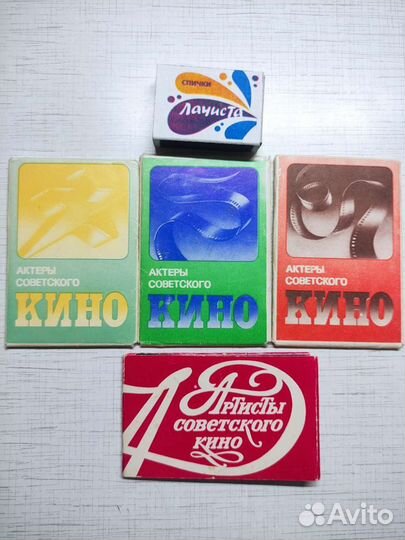 СПИЧКИ
Лачиста
АКТЕРЫ
СОВЕТСКОГО
КИНО
АКТЕРЫ
СОВЕТСКОГО
КИНО
АКТЕРЫ
СОВЕТСКОГО
КИНО
Артисты
советского
кино
Avito